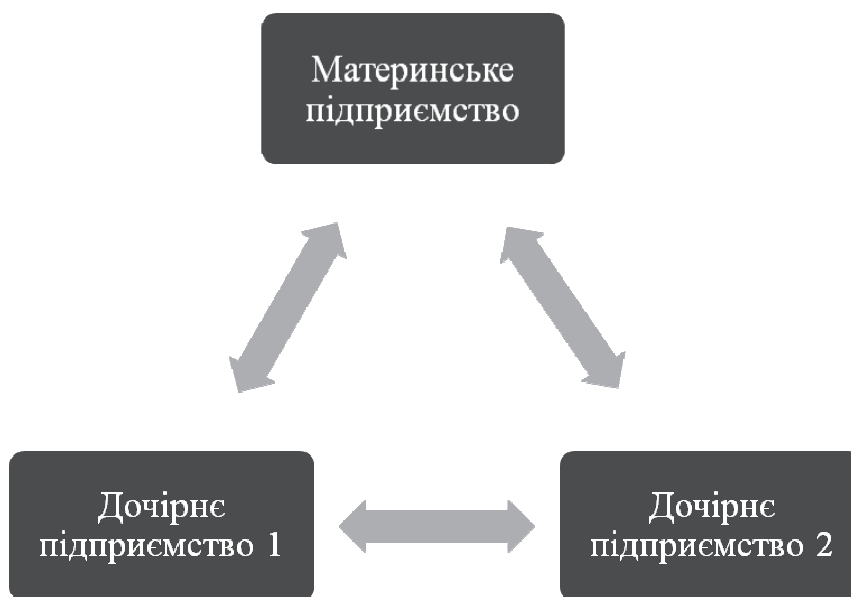 Материнське
підприємство
Дочірнє
підприємство 1
Дочірнє
підприємство 2